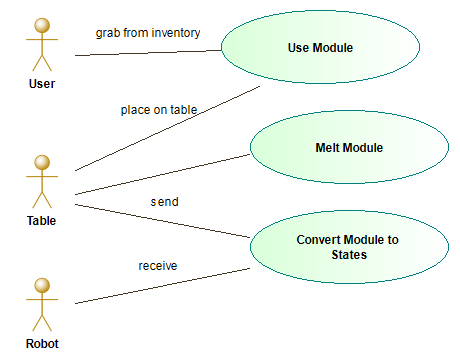 grab from inventory
Use Module
User
place on table
Melt Module
Table
send
Convert Module to
States
receive
Robot